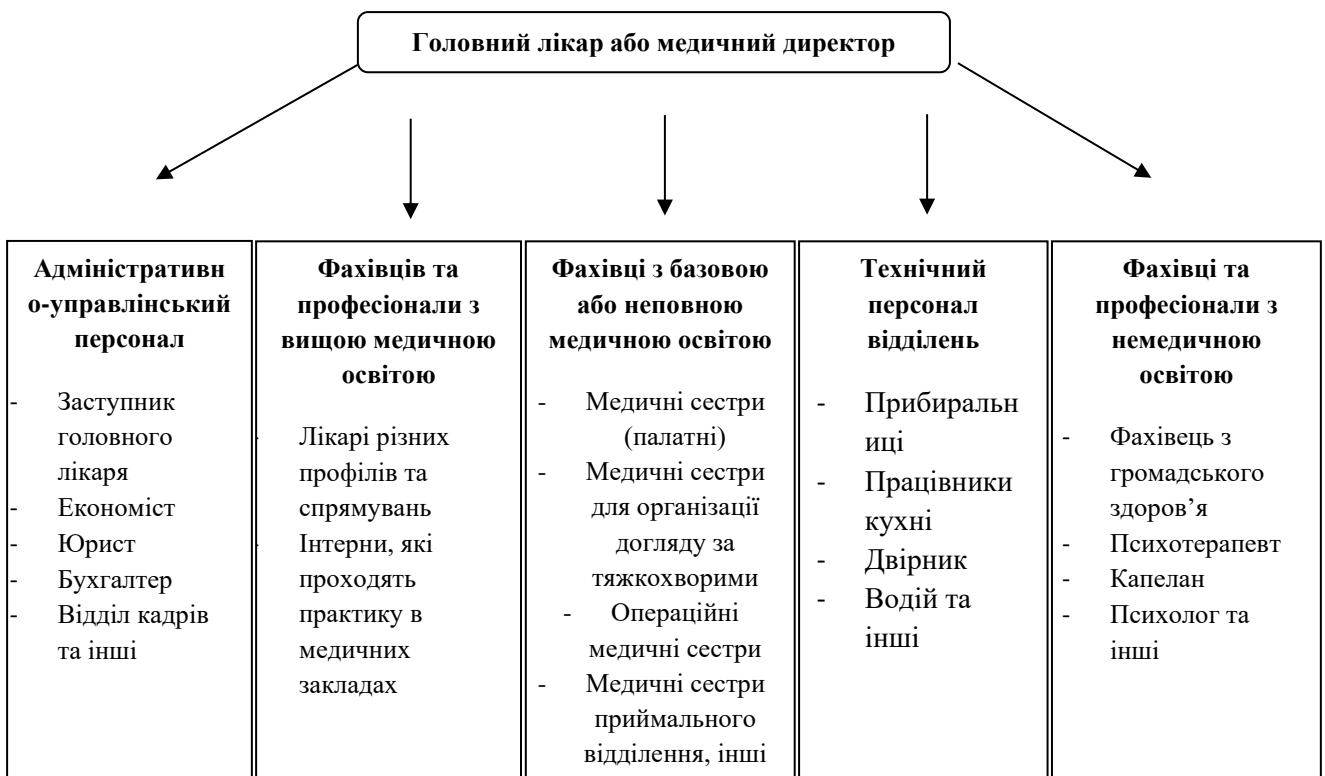 Головний лікар або медичний директор
Адміністративн
о-управлінський
персонал
- Заступник
головного
лікаря
- Економіст
- Юрист
- Бухгалтер
- Відділ кадрів
та інші
Фахівців та
професіонали з
вищою медичною
освітою
- Лікарі різних
профілів та
спрямувань
- Інтерни, які
проходять
практику в
медичних
закладах
Фахівці з базовою
або неповною
медичною освітою
- Медичні сестри
(палатні)
- Медичні сестри
для організації
догляду за
тяжкохворими
- Операційні
медичні сестри
- Медичні сестри
приймального
відділення, інші
Технічний
персонал
відділень
- Прибиральн
иці
- Працівники
кухні
- Двірник
- Водій та
інші
Фахівці та
професіонали з
немедичною
освітою
- Фахівець з
громадського
здоров’я
- Психотерапевт
- Капелан
- Психолог та
інші